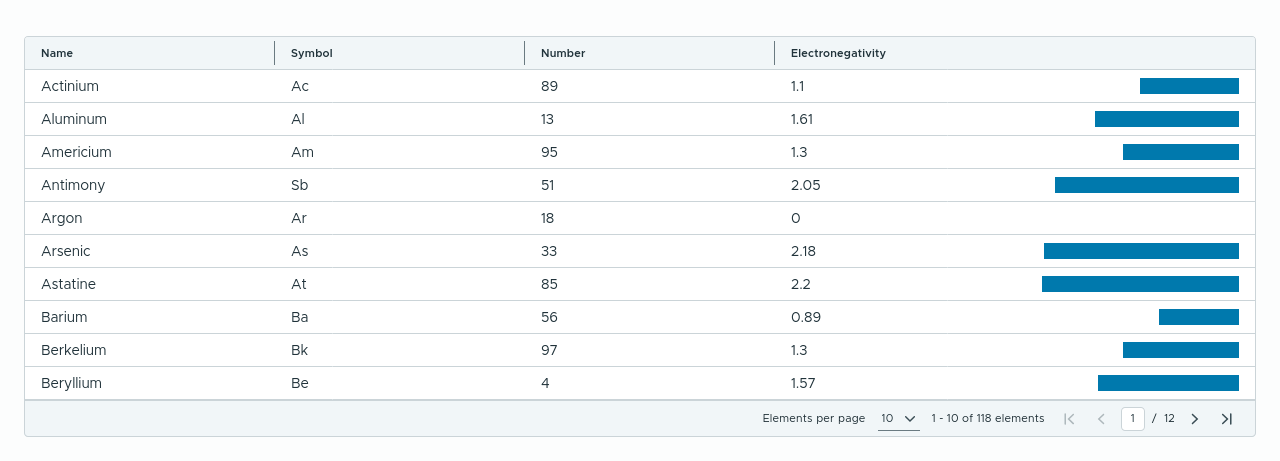 Name Symbol Number Electronegativity
Actinium Ac 89 1.1
Aluminum Al 13 1.61
Americium Am 95 1.3
Antimony Sb 51 2.05
Argon Ar 18 0
Arsenic As 33 2.18
Astatine At 85 2.2
Barium Ba 56 0.89
Berkelium Bk 97 1.3
Beryllium Be 4 1.57
Elements per page 10 1 - 10 of 118 elements 1 / 12